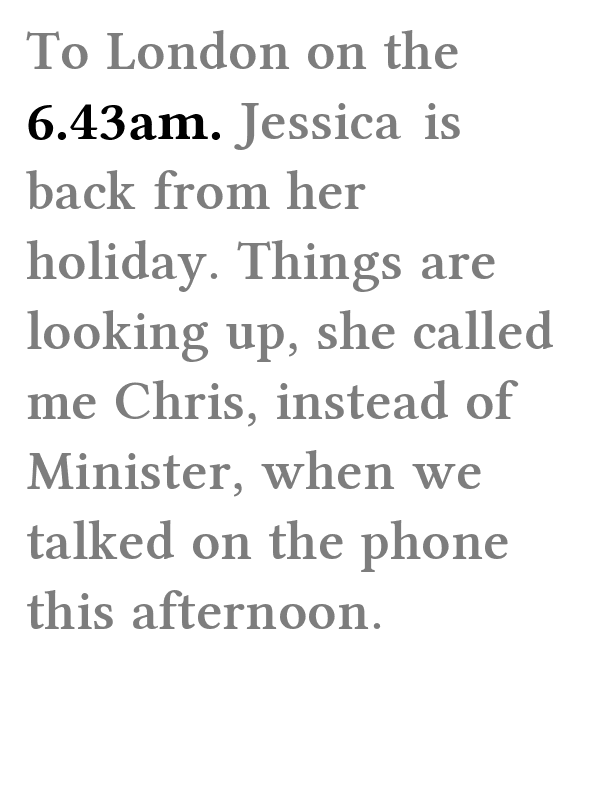 To London on the
6.43am. Jessica is
back from her
holiday. Things are
looking up, she called
me Chris, instead of
Minister, when we
talked on the phone
this afternoon.